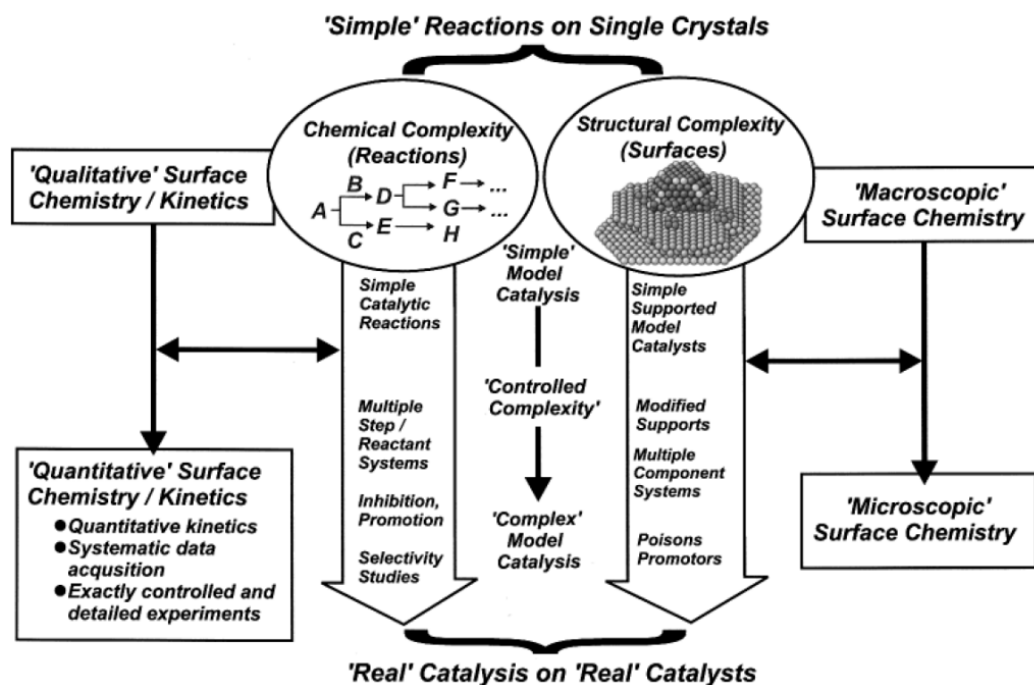 'Simple' Reactions on Single Crystals
Chemical Complexity
(Reactions)
A
B
C
D
E
F
...
G
...
H
Structural Complexity
(Surfaces)
'Qualitative' Surface
Chemistry / Kinetics
'Macroscopic'
Surface Chemistry
'Simple'
Model
Catalysis
'Controlled
Complexity'
'Complex'
Model
Catalysis
Simple
Catalytic
Reactions
Multiple
Step /
Reactant
Systems
Inhibition,
Promotion
Selectivity
Studies
Simple
Supported
Model
Catalysts
Modified
Supports
Multiple
Component
Systems
Poisons
Promotors
'Quantitative' Surface
Chemistry / Kinetics
●Quantitative kinetics
●Systematic data
acqusition
●Exactly controlled and
detailed experiments
'Microscopic'
Surface Chemistry
'Real' Catalysis on 'Real' Catalysts